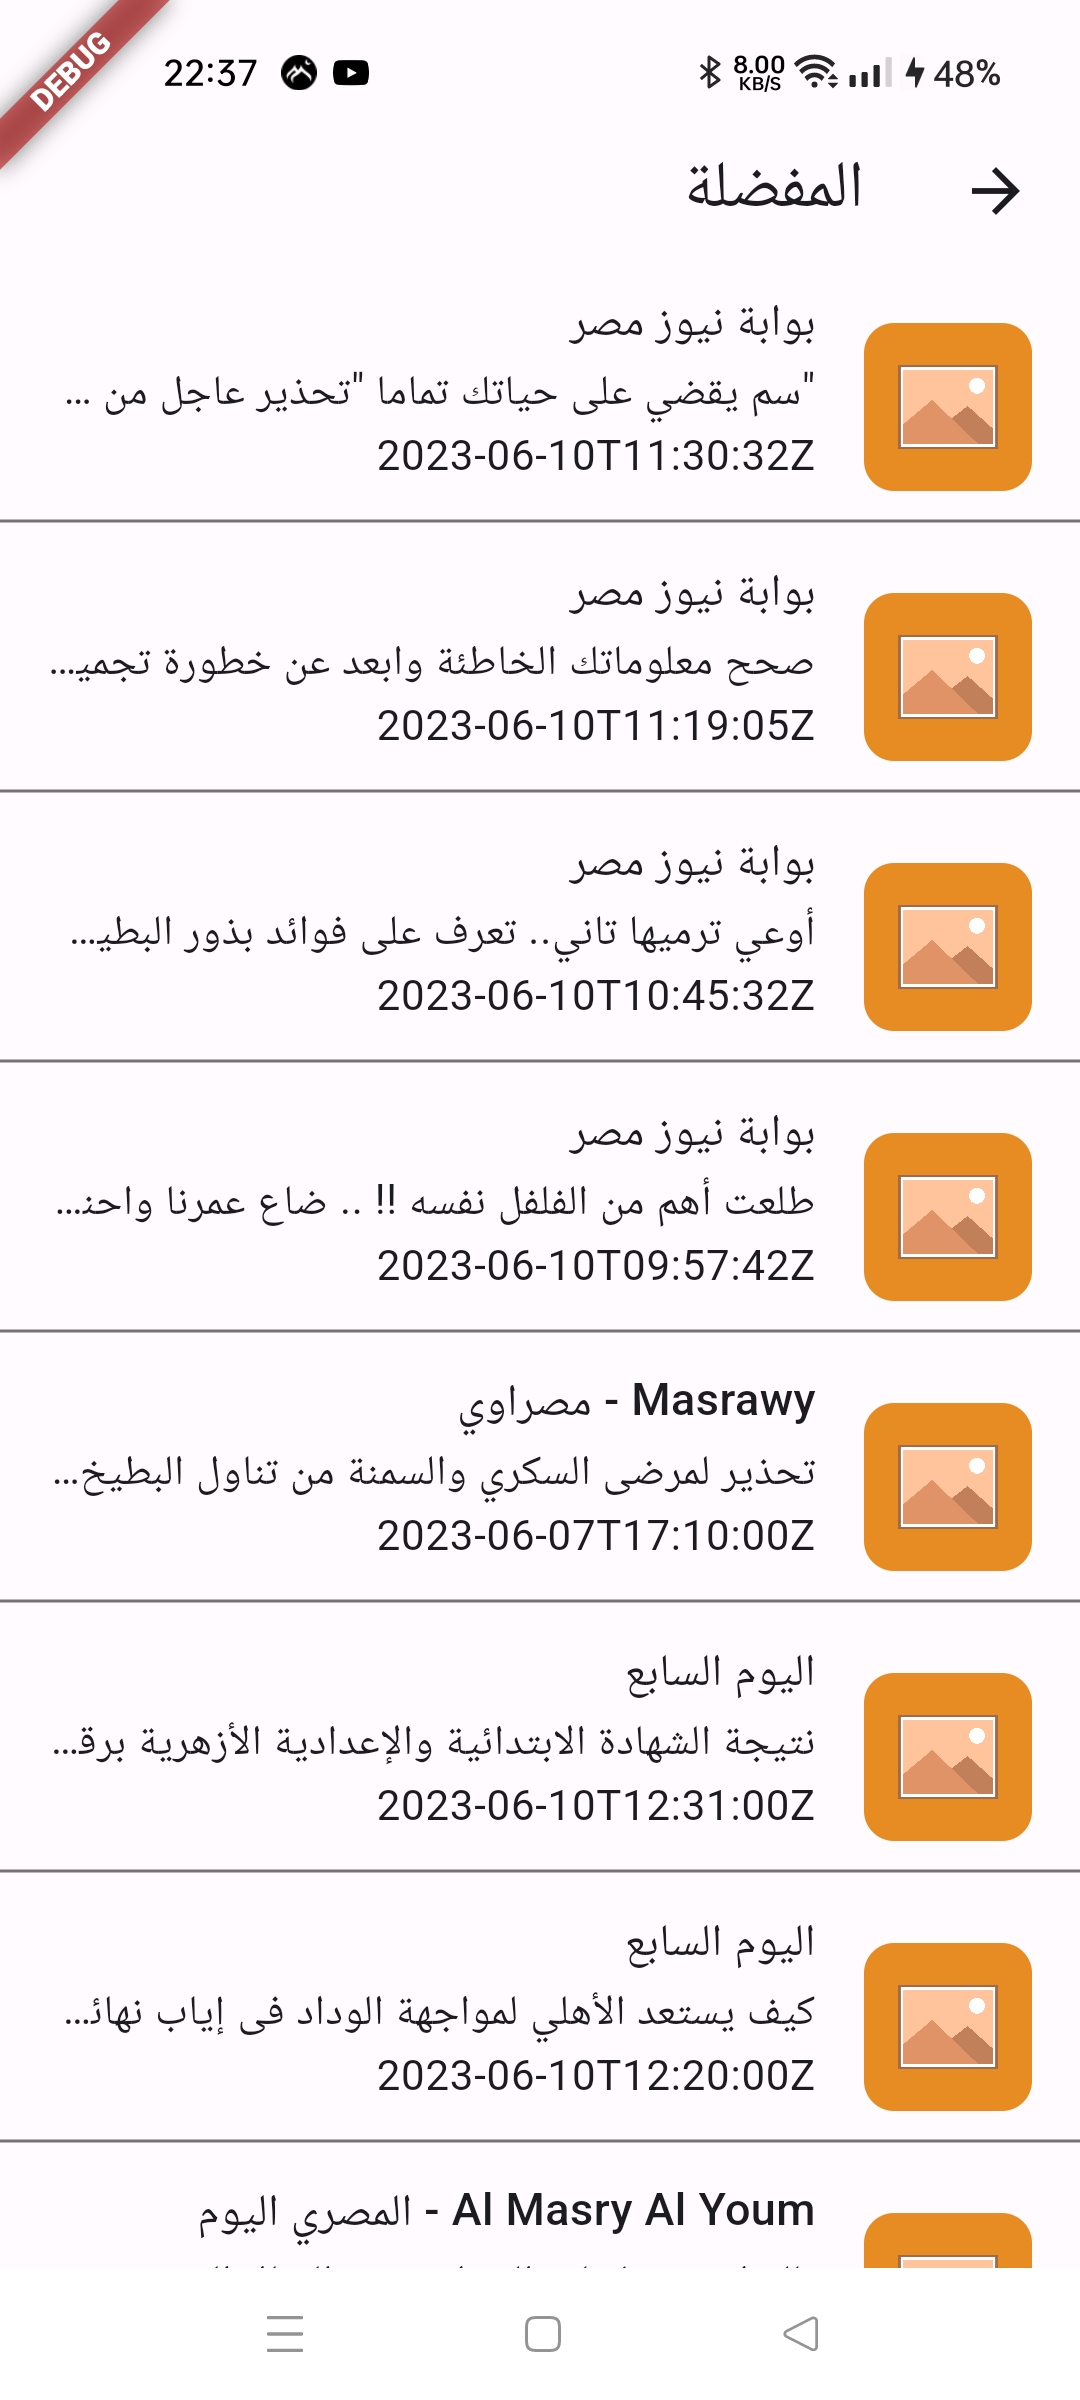 DEBUG
22:37
8.00 KB/S
48%
المفضلة
بوابة نيوز مصر
"سم يقضي على حياتك تماما "تحذير عاجل من ...
2023-06-10T11:30:32Z
بوابة نيوز مصر
صحح معلوماتك الخاطئة وابعد عن خطورة تجميـ...
2023-06-10T11:19:05Z
بوابة نيوز مصر
أوعي ترميها تاني.. تعرف على فوائد بذور البطيـ...
2023-06-10T10:45:32Z
بوابة نيوز مصر
طلعت أهم من الفلفل نفسه !! .. ضاع عمرنا واحنـ...
2023-06-10T09:57:42Z
Masrawy - مصراوي
تحذير لمرضى السكري والسمنة من تناول البطيخ...
2023-06-07T17:10:00Z
اليوم السابع
نتيجة الشهادة الابتدائية والإعدادية الأزهرية برقـ...
2023-06-10T12:31:00Z
اليوم السابع
كيف يستعد الأهلي لمواجهة الوداد فى إياب نهائـ...
2023-06-10T12:20:00Z
Al Masry Al Youm - المصري اليوم